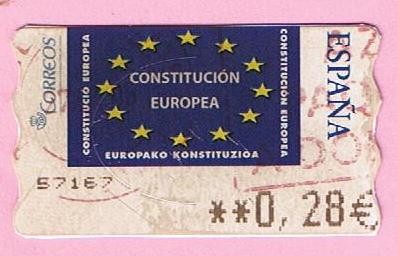 CORREOS
CONSTITUCIÓ EUROPEA
CONSTITUCIÓN
EUROPEA
EUROPAKO KONSTITUZIOA
CONSTITUCIÓN EUROPEA
ESPAÑA
57167
**0,28€